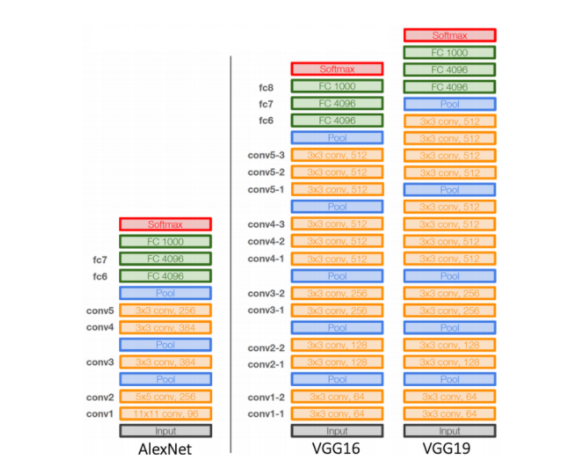 Softmax
FC 1000
fc7 FC 4096
fc6 FC 4096
Pool
conv5 3x3 conv, 256
conv4 3x3 conv, 384
Pool
conv3 3x3 conv, 384
Pool
conv2 5x5 conv, 256
conv1 11x11 conv, 96
Input
AlexNet
Softmax
fc8 FC 1000
fc7 FC 4096
fc6 FC 4096
Pool
conv5-3 3x3 conv, 512
conv5-2 3x3 conv, 512
conv5-1 3x3 conv, 512
Pool
conv4-3 3x3 conv, 512
conv4-2 3x3 conv, 512
conv4-1 3x3 conv, 512
Pool
conv3-2 3x3 conv, 256
conv3-1 3x3 conv, 256
Pool
conv2-2 3x3 conv, 128
conv2-1 3x3 conv, 128
Pool
conv1-2 3x3 conv, 64
conv1-1 3x3 conv, 64
Input
VGG16
Softmax
FC 1000
FC 4096
FC 4096
Pool
3x3 conv, 512
3x3 conv, 512
3x3 conv, 512
3x3 conv, 512
Pool
3x3 conv, 512
3x3 conv, 512
3x3 conv, 512
3x3 conv, 512
Pool
3x3 conv, 256
3x3 conv, 256
Pool
3x3 conv, 128
3x3 conv, 128
Pool
3x3 conv, 64
3x3 conv, 64
Input
VGG19